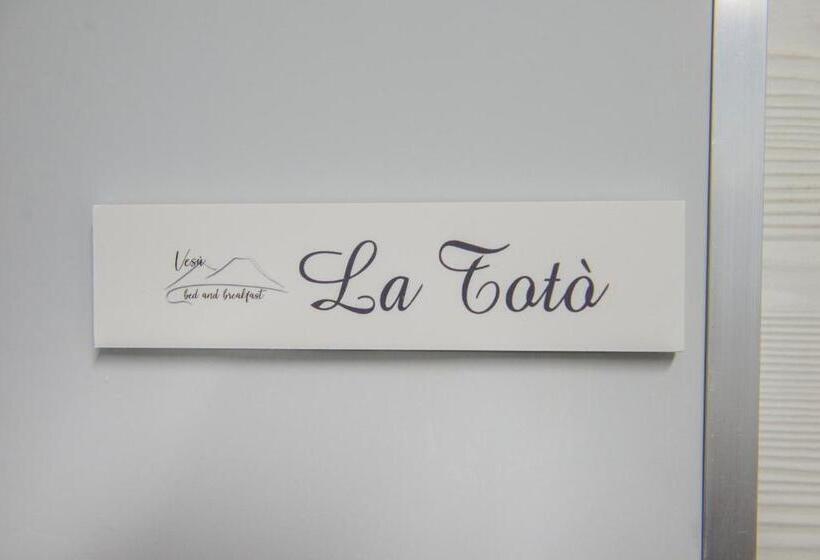 Vesù
bed and breakfast
La Totò